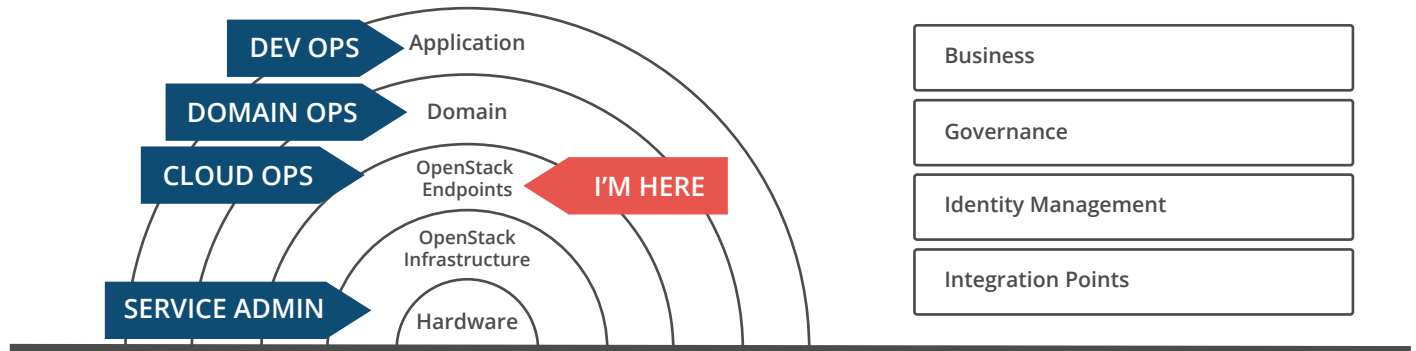 DEV OPS
Application
DOMAIN OPS
Domain
CLOUD OPS
OpenStack
Endpoints
I’M HERE
OpenStack
Infrastructure
SERVICE ADMIN
Hardware
Business
Governance
Identity Management
Integration Points